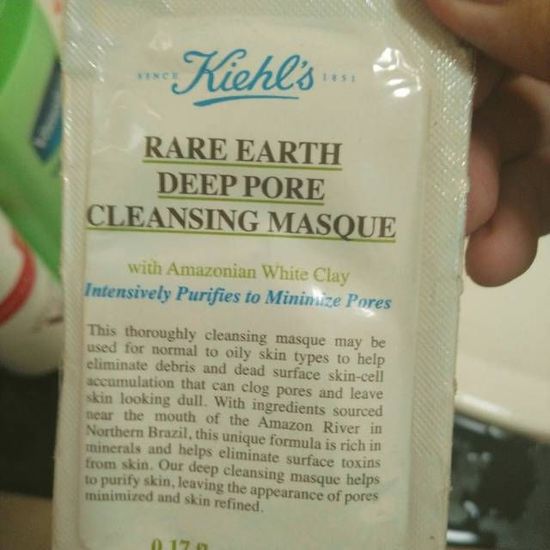 SINCE Kiehl's 1851
RARE EARTH
DEEP PORE
CLEANSING MASQUE
with Amazonian White Clay
Intensively Purifies to Minimize Pores
This thoroughly cleansing masque may be
used for normal to oily skin types to help
eliminate debris and dead surface skin-cell
accumulation that can clog pores and leave
skin looking dull. With ingredients sourced
near the mouth of the Amazon River in
Northern Brazil, this unique formula is rich in
minerals and helps eliminate surface toxins
from skin. Our deep cleansing masque helps
to purify skin, leaving the appearance of pores
minimized and skin refined.
0.17 fl